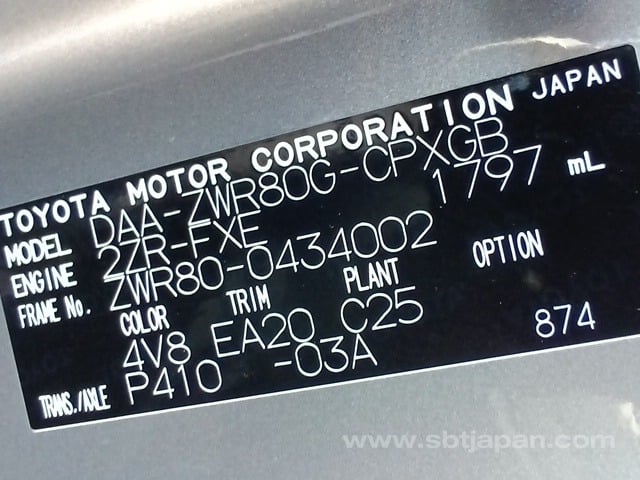 TOYOTA MOTOR CORPORATION JAPAN
MODEL DAA-ZWR80G-CPXGB
ENGINE 2ZR-FXE 1797 mL
FRAME No. ZWR80-0434002
COLOR TRIM PLANT OPTION
4V8 EA20 C25 874
TRANS./AXLE P410 -03A
www.sbtjapan.com